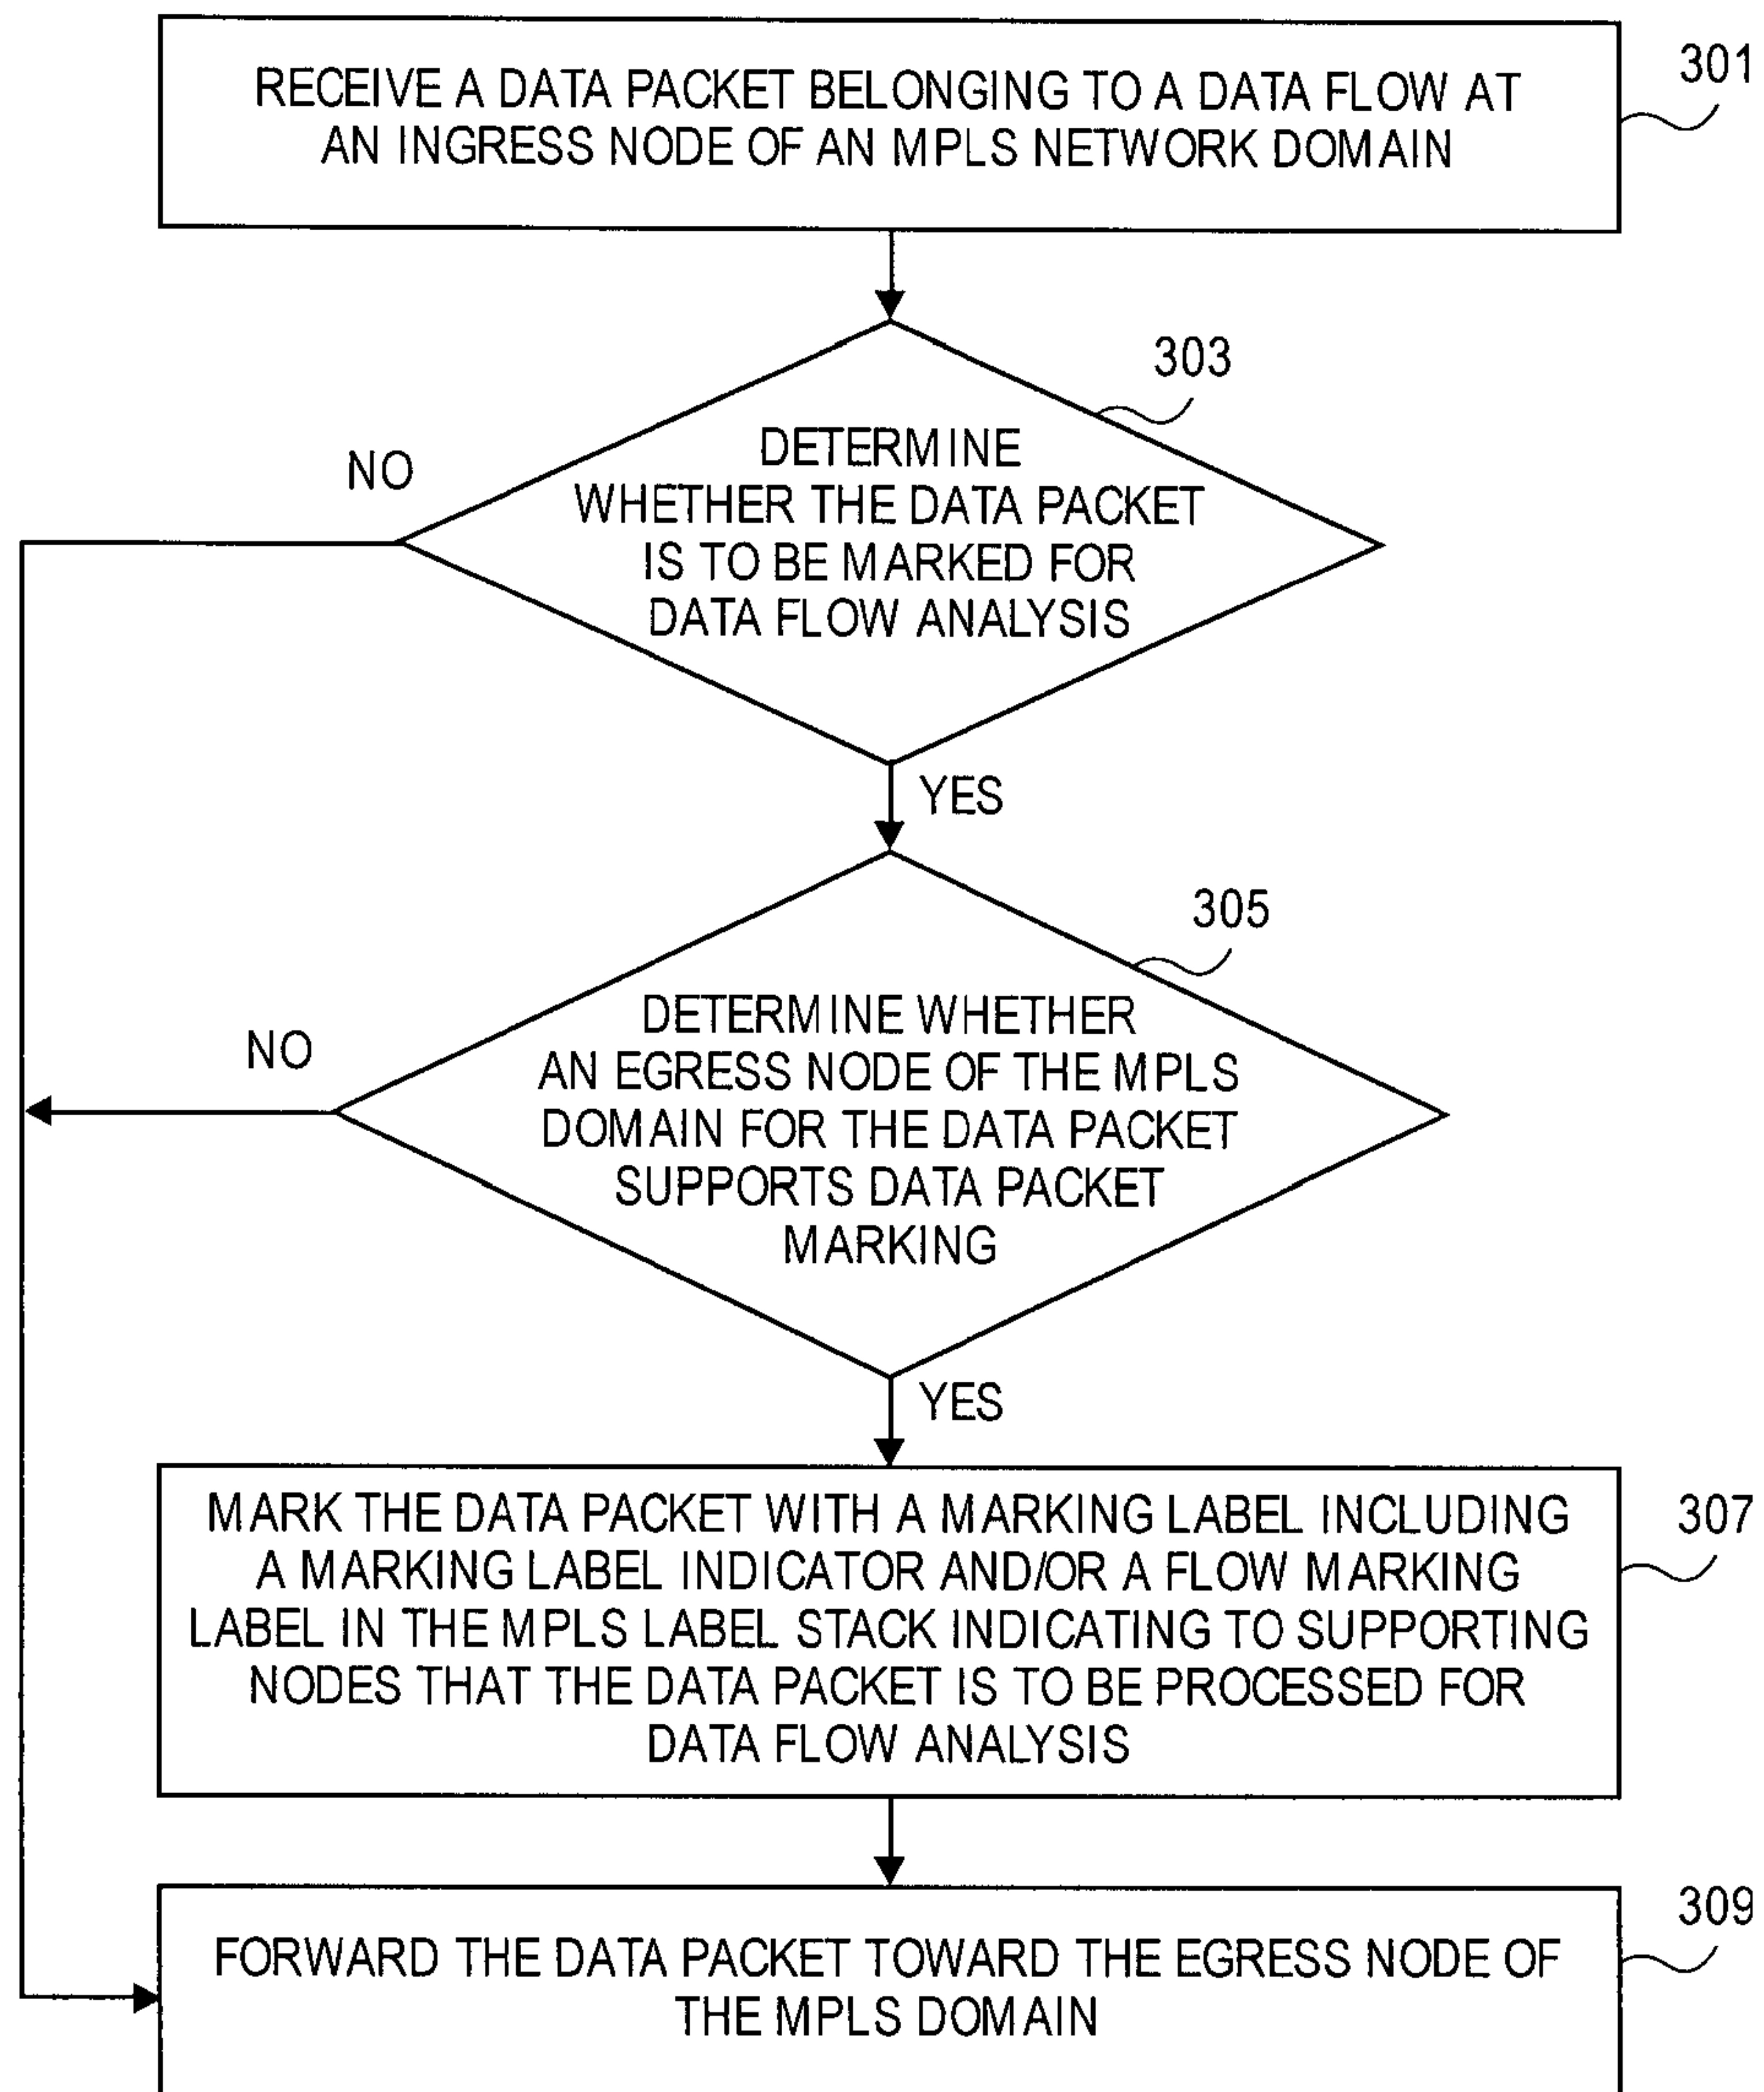 RECEIVE A DATA PACKET BELONGING TO A DATA FLOW AT
AN INGRESS NODE OF AN MPLS NETWORK DOMAIN
301
303
DETERMINE
WHETHER THE DATA PACKET
IS TO BE MARKED FOR
DATA FLOW ANALYSIS
NO
YES
305
DETERMINE WHETHER
AN EGRESS NODE OF THE MPLS
DOMAIN FOR THE DATA PACKET
SUPPORTS DATA PACKET
MARKING
NO
YES
MARK THE DATA PACKET WITH A MARKING LABEL INCLUDING
A MARKING LABEL INDICATOR AND/OR A FLOW MARKING
LABEL IN THE MPLS LABEL STACK INDICATING TO SUPPORTING
NODES THAT THE DATA PACKET IS TO BE PROCESSED FOR
DATA FLOW ANALYSIS
307
FORWARD THE DATA PACKET TOWARD THE EGRESS NODE OF
THE MPLS DOMAIN
309